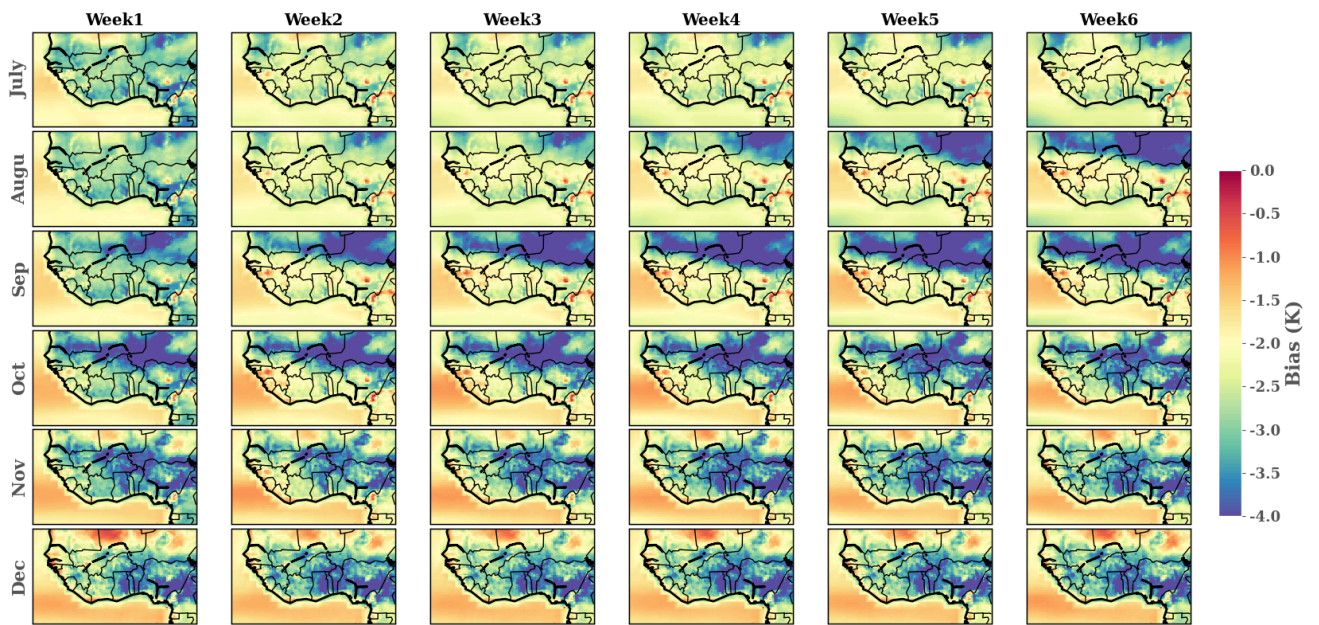 Week1 Week2 Week3 Week4 Week5 Week6
July
Augu
Sep
Oct
Nov
Dec
0.0
-0.5
-1.0
-1.5
-2.0
-2.5
-3.0
-3.5
-4.0
Bias (K)